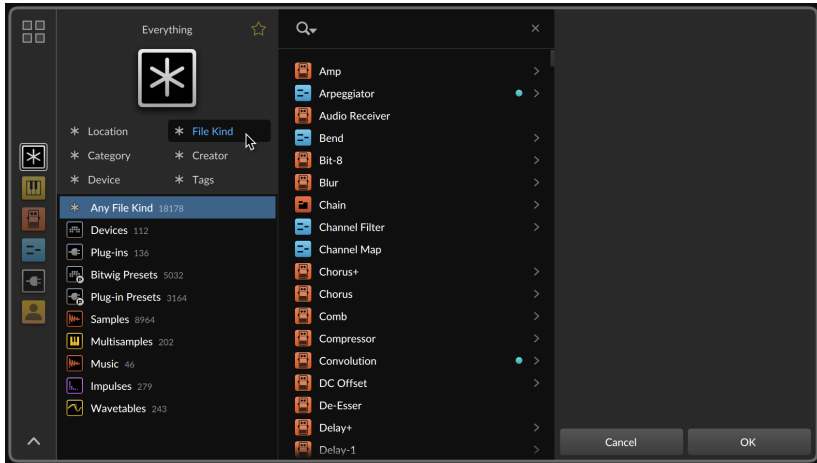 Everything
Location
File Kind
Category
Creator
Device
Tags
Any File Kind 18178
Devices 112
Plug-ins 136
Bitwig Presets 5032
Plug-in Presets 3164
Samples 8964
Multisamples 202
Music 46
Impulses 279
Wavetables 243
Amp
Arpeggiator
Audio Receiver
Bend
Bit-8
Blur
Chain
Channel Filter
Channel Map
Chorus+
Chorus
Comb
Compressor
Convolution
DC Offset
De-Esser
Delay+
Delay-1
Cancel
OK